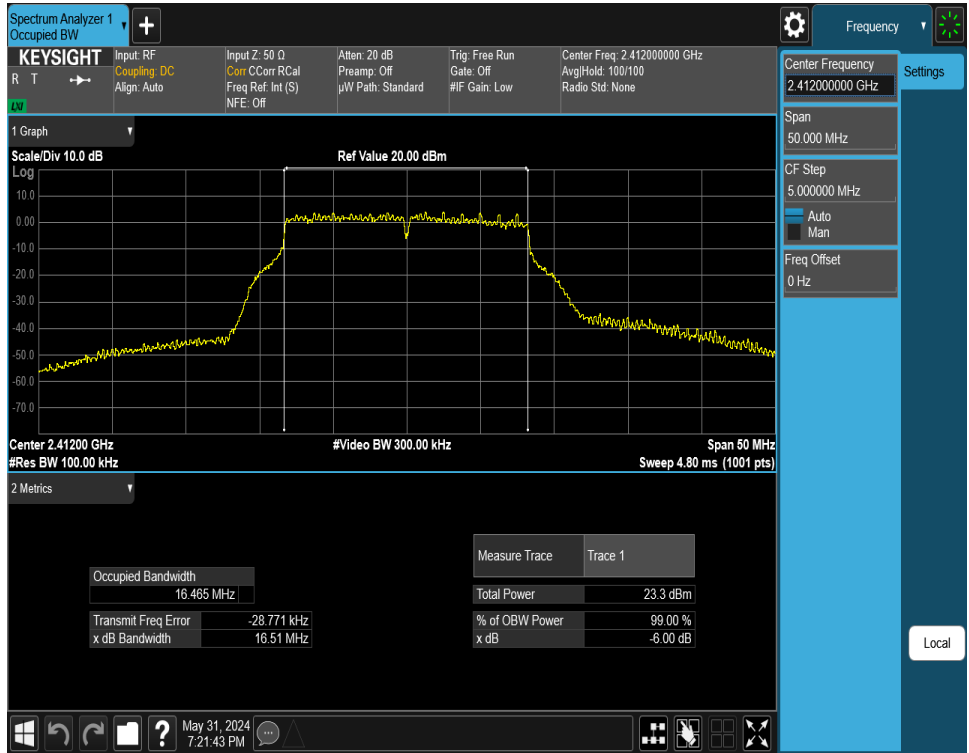 Spectrum Analyzer 1
Occupied BW
+
Frequency
KEYSIGHT
R T
LXI
Input: RF
Coupling: DC
Align: Auto
Input Z: 50 Ω
Corr CCorr RCal
Freq Ref: Int (S)
NFE: Off
Atten: 20 dB
Preamp: Off
µW Path: Standard
Trig: Free Run
Gate: Off
#IF Gain: Low
Center Freq: 2.412000000 GHz
Avg|Hold: 100/100
Radio Std: None
Center Frequency
2.412000000 GHz
Settings
Span
50.000 MHz
CF Step
5.000000 MHz
Auto
Man
Freq Offset
0 Hz
Local
1 Graph
Scale/Div 10.0 dB
Ref Value 20.00 dBm
Log
10.0
0.00
-10.0
-20.0
-30.0
-40.0
-50.0
-60.0
-70.0
Center 2.41200 GHz
#Video BW 300.00 kHz
Span 50 MHz
#Res BW 100.00 kHz
Sweep 4.80 ms (1001 pts)
2 Metrics
Occupied Bandwidth
16.465 MHz
Transmit Freq Error -28.771 kHz
x dB Bandwidth 16.51 MHz
Measure Trace Trace 1
Total Power 23.3 dBm
% of OBW Power 99.00 %
x dB -6.00 dB
?
May 31, 2024
7:21:43 PM